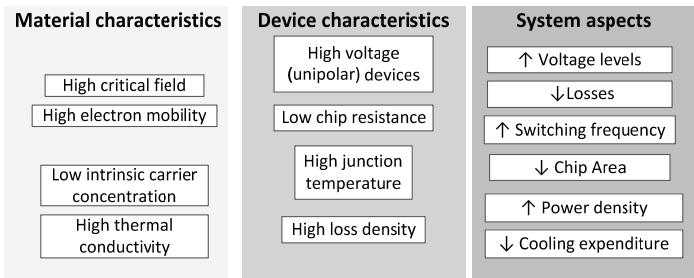 Material characteristics
High critical field
High electron mobility
Low intrinsic carrier
concentration
High thermal
conductivity
Device characteristics
High voltage
(unipolar) devices
Low chip resistance
High junction
temperature
High loss density
System aspects
↑ Voltage levels
↓Losses
↑ Switching frequency
↓ Chip Area
↑ Power density
↓ Cooling expenditure